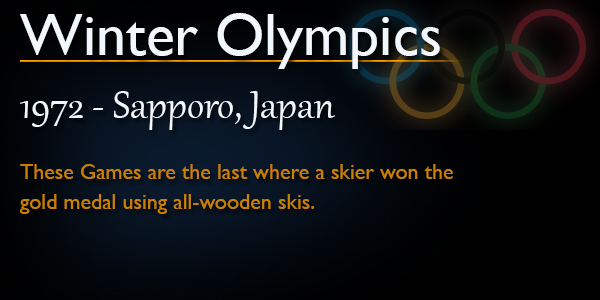 Winter Olympics
1972 - Sapporo, Japan
These Games are the last where a skier won the
gold medal using all-wooden skis.